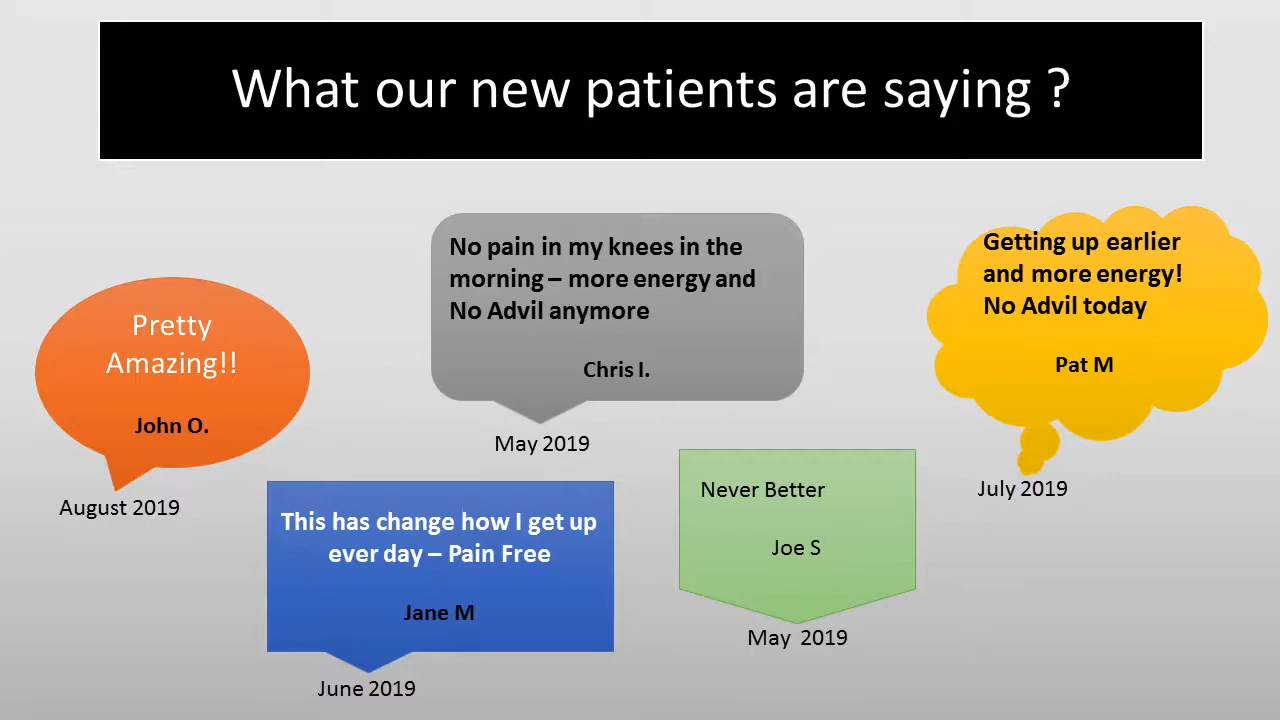 What our new patients are saying ?
Pretty
Amazing!!
John O.
August 2019
No pain in my knees in the
morning – more energy and
No Advil anymore
Chris I.
May 2019
Getting up earlier
and more energy!
No Advil today
Pat M
July 2019
This has change how I get up
ever day – Pain Free
Jane M
June 2019
Never Better
Joe S
May  2019